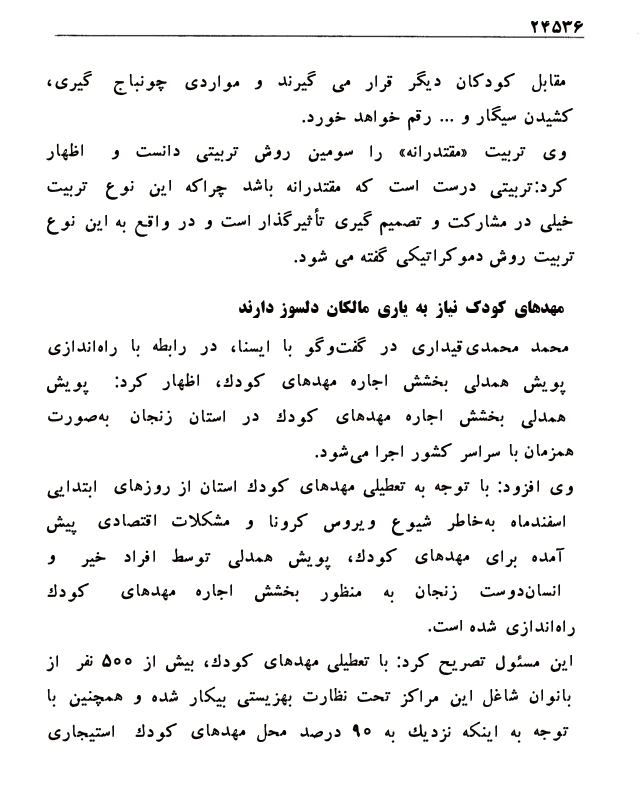 ۲۴۵۳۶
مقابل کودکان دیگر قرار می گیرند و مواردی چونباج گیری،
کشیدن سیگار و ... رقم خواهد خورد.
وی تربیت «مقتدرانه» را سومین روش تربیتی دانست و اظهار
کرد:تربیتی درست است که مقتدرانه باشد چراکه این نوع تربیت
خیلی در مشارکت و تصمیم گیری تأثیرگذار است و در واقع به این نوع
تربیت روش دموکراتیکی گفته می شود.
مهدهای کودک نیاز به یاری مالکان دلسوز دارند
محمد محمدی‌قیداری در گفت‌وگو با ایسنا، در رابطه با راه‌اندازی
پویش همدلی بخشش اجاره مهدهای کودك، اظهار کرد: پویش
همدلی بخشش اجاره مهدهای کودك در استان زنجان به‌صورت
همزمان با سراسر کشور اجرا می‌شود.
وی افزود: با توجه به تعطیلی مهدهای کودك استان از روزهای ابتدایی
اسفندماه به‌خاطر شیوع ویروس کرونا و مشکلات اقتصادی پیش
آمده برای مهدهای کودك، پویش همدلی توسط افراد خیر و
انسان‌دوست زنجان به منظور بخشش اجاره مهدهای کودك
راه‌اندازی شده است.
این مسئول تصریح کرد: با تعطیلی مهدهای کودك، بیش از ۵۰۰ نفر از
بانوان شاغل این مراکز تحت نظارت بهزیستی بیکار شده و همچنین با
توجه به اینکه نزدیك به ۹۰ درصد محل مهدهای کودك استیجاری